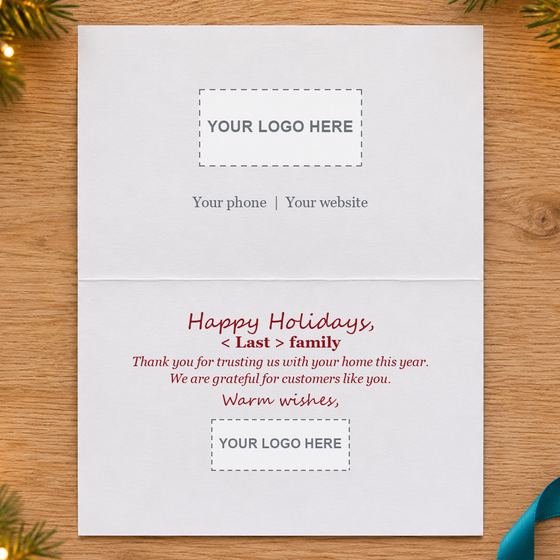 YOUR LOGO HERE
Your phone | Your website
Happy Holidays,
< Last > family
Thank you for trusting us with your home this year.
We are grateful for customers like you.
Warm wishes,
YOUR LOGO HERE